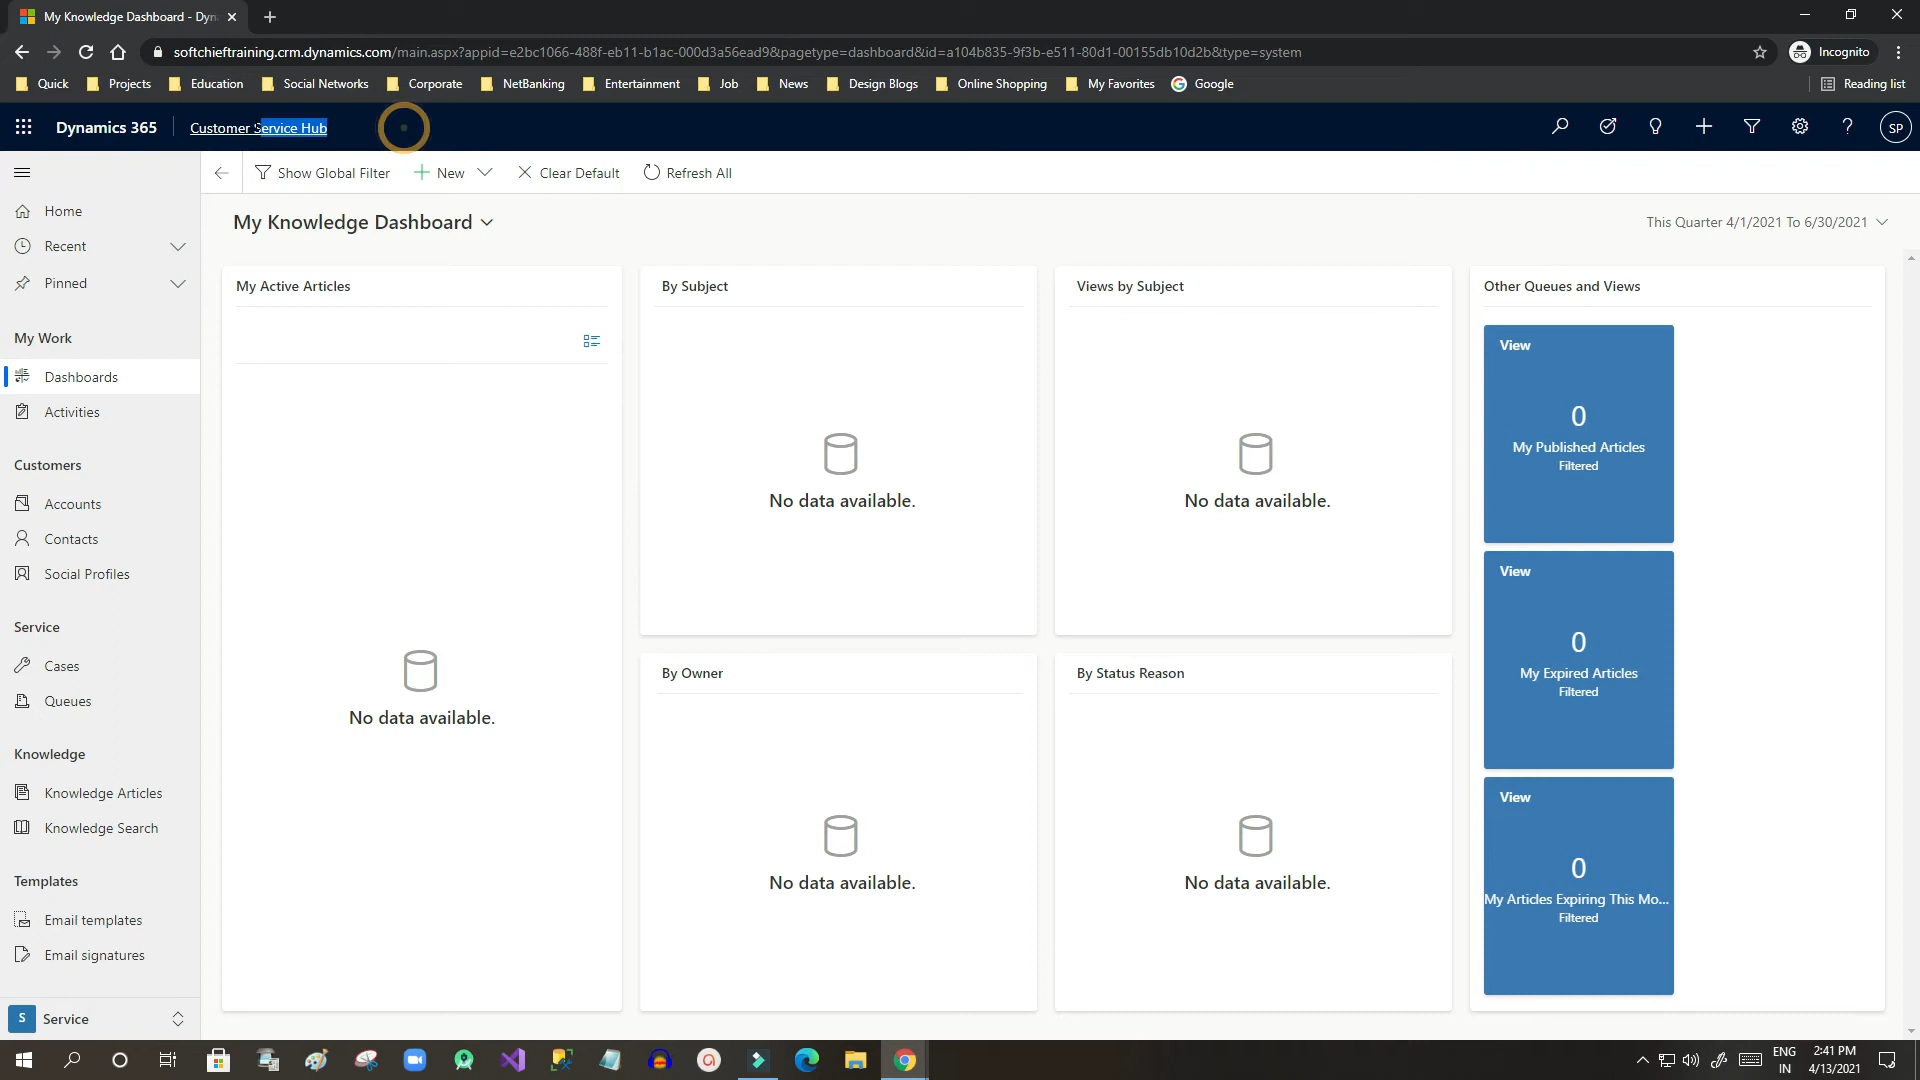 My Knowledge Dashboard - Dyn
softchieftraining.crm.dynamics.com/main.aspx?appid=e2bc1066-488f-eb11-b1ac-000d3a56ead9&pagetype=dashboard&id=a104b835-9f3b-e511-80d1-00155db10d2b&type=system
Incognito
Quick Projects Education Social Networks Corporate NetBanking Entertainment Job News Design Blogs Online Shopping My Favorites Google Reading list
Dynamics 365 Customer Service Hub SP
Show Global Filter New Clear Default Refresh All
Home
Recent
Pinned
My Work
Dashboards
Activities
Customers
Accounts
Contacts
Social Profiles
Service
Cases
Queues
Knowledge
Knowledge Articles
Knowledge Search
Templates
Email templates
Email signatures
S Service
My Knowledge Dashboard
This Quarter 4/1/2021 To 6/30/2021
My Active Articles
No data available.
By Subject
No data available.
Views by Subject
No data available.
By Owner
No data available.
By Status Reason
No data available.
Other Queues and Views
View
0
My Published Articles
Filtered
View
0
My Expired Articles
Filtered
View
0
My Articles Expiring This Mo...
Filtered
ENG
IN
2:41 PM
4/13/2021